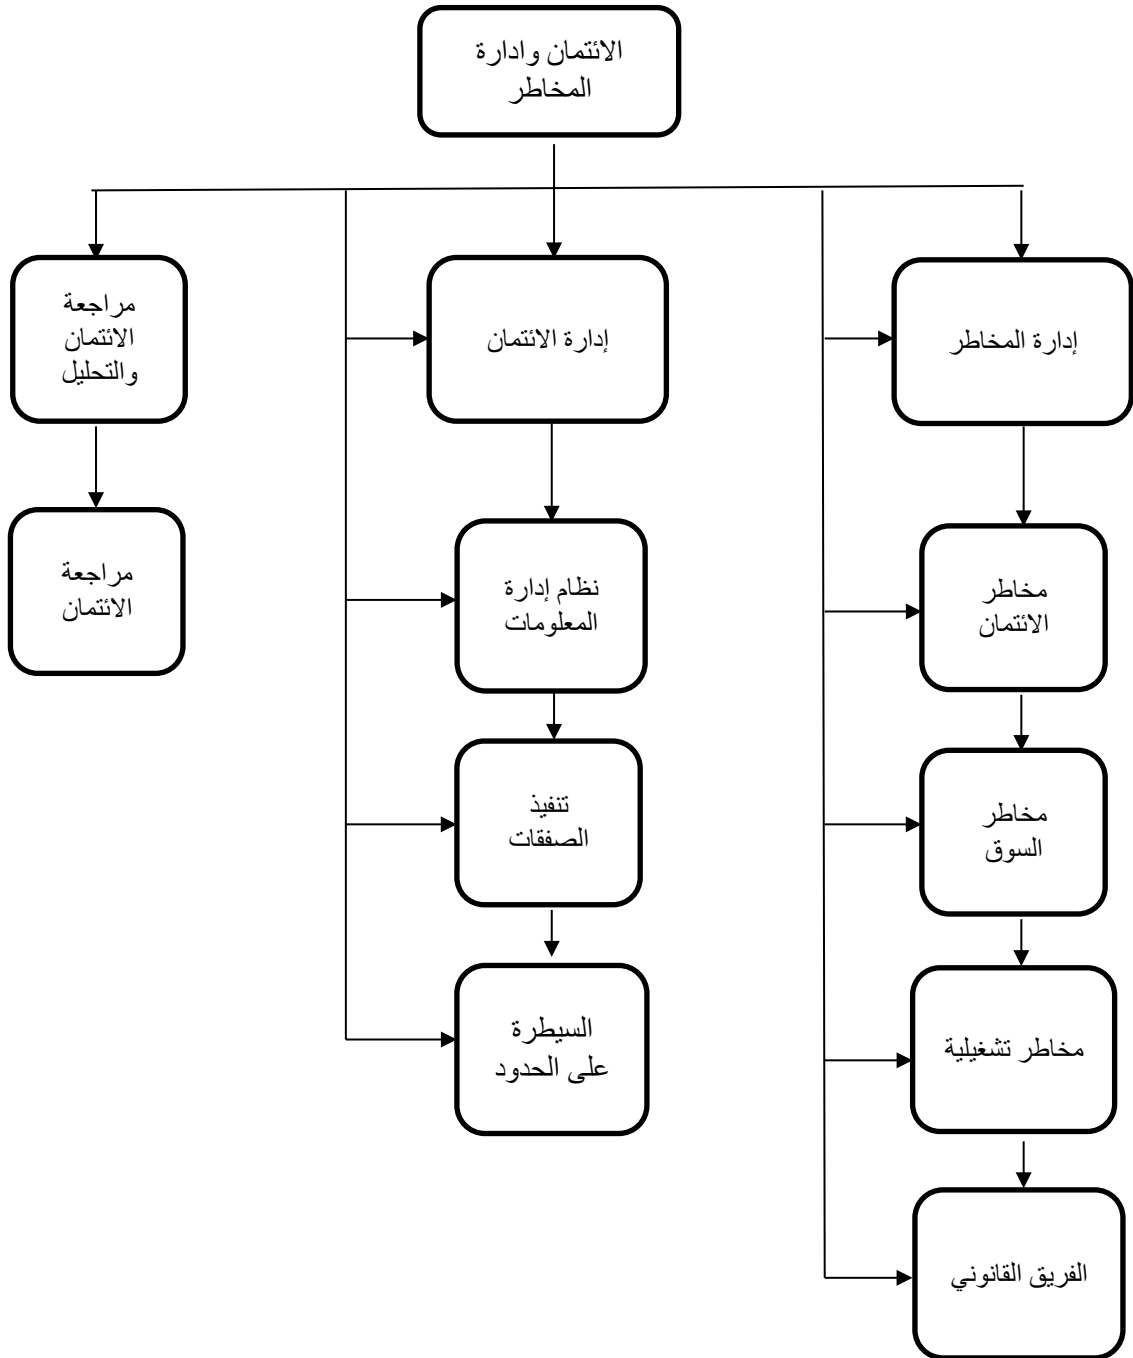 الائتمان وادارة
المخاطر
إدارة المخاطر
مخاطر
الائتمان
مخاطر
السوق
مخاطر تشغيلية
الفريق القانوني
إدارة الائتمان
نظام إدارة
المعلومات
تنفيذ
الصفقات
السيطرة
على الحدود
مراجعة
الائتمان
والتحليل
مراجعة
الائتمان